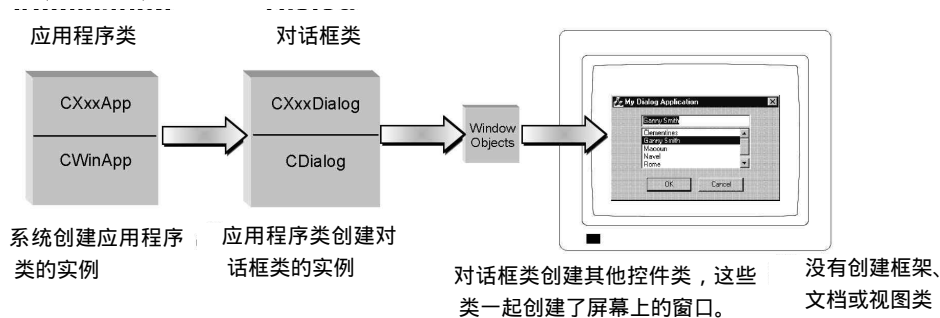 应用程序类
对话框类
CXxxApp
CWinApp
CXxxDialog
CDialog
Window
Objects
My Dialog Application
Ganny Smith
Clementines
Ganny Smith
Macoun
Navel
Rome
OK
Cancel
系统创建应用程序
类的实例
应用程序类创建对
话框类的实例
对话框类创建其他控件类，这些
类一起创建了屏幕上的窗口。
没有创建框架、
文档或视图类